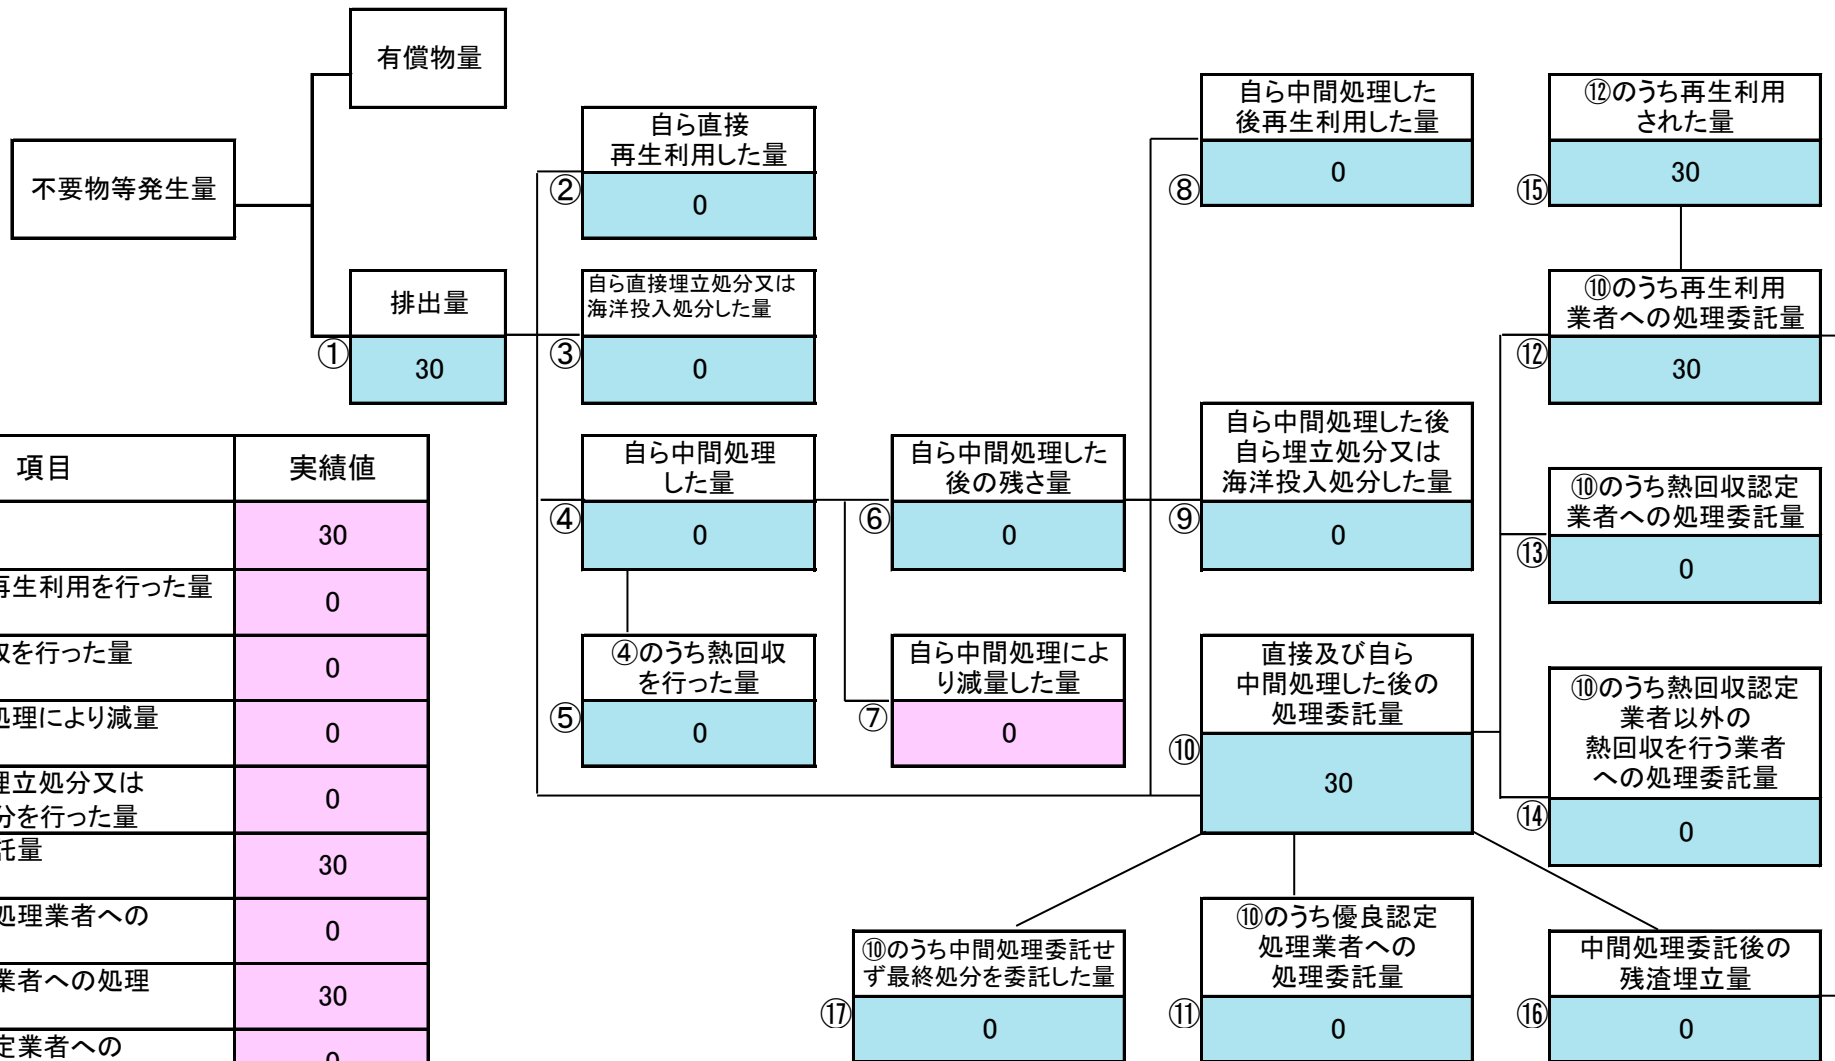 有償物量
不要物等発生量
排出量
①
30
自ら直接
再生利用した量
②
0
自ら直接埋立処分又は
海洋投入処分した量
③
0
自ら中間処理
した量
④
0
④のうち熱回収
を行った量
⑤
0
自ら中間処理した
後の残さ量
⑥
0
自ら中間処理によ
り減量した量
⑦
0
自ら中間処理した
後再生利用した量
⑧
0
自ら中間処理した後
自ら埋立処分又は
海洋投入処分した量
⑨
0
直接及び自ら
中間処理した後の
処理委託量
⑩
30
⑫のうち再生利用
された量
⑮
30
⑩のうち再生利用
業者への処理委託量
⑫
30
⑩のうち熱回収認定
業者への処理委託量
⑬
0
⑩のうち熱回収認定
業者以外の
熱回収を行う業者
への処理委託量
⑭
0
⑩のうち中間処理委託せ
ず最終処分を委託した量
⑰
0
⑩のうち優良認定
処理業者への
処理委託量
⑪
0
中間処理委託後の
残渣埋立量
⑯
0
項目 実績値
30
再生利用を行った量 0
収を行った量 0
処理により減量 0
埋立処分又は
分を行った量 0
託量 30
処理業者への 0
業者への処理 30
定業者への 0